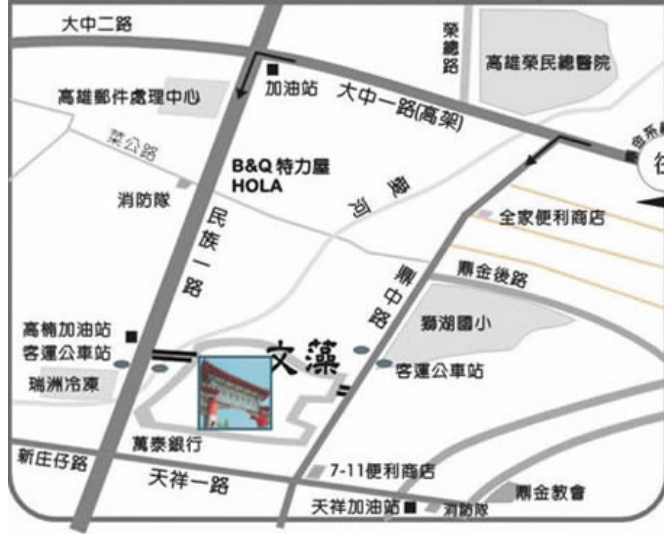 大中二路
榮總路
高雄榮民總醫院
加油站
大中一路(高架)
高雄郵件處理中心
菜公路
B&Q 特力屋
HOLA
愛河
消防隊
民族一路
全家便利商店
鼎金後路
鼎中路
獅湖國小
高楠加油站
客運公車站
文藻
客運公車站
瑞洲冷凍
萬泰銀行
新庄仔路
天祥一路
7-11便利商店
鼎金教會
天祥加油站
消防隊